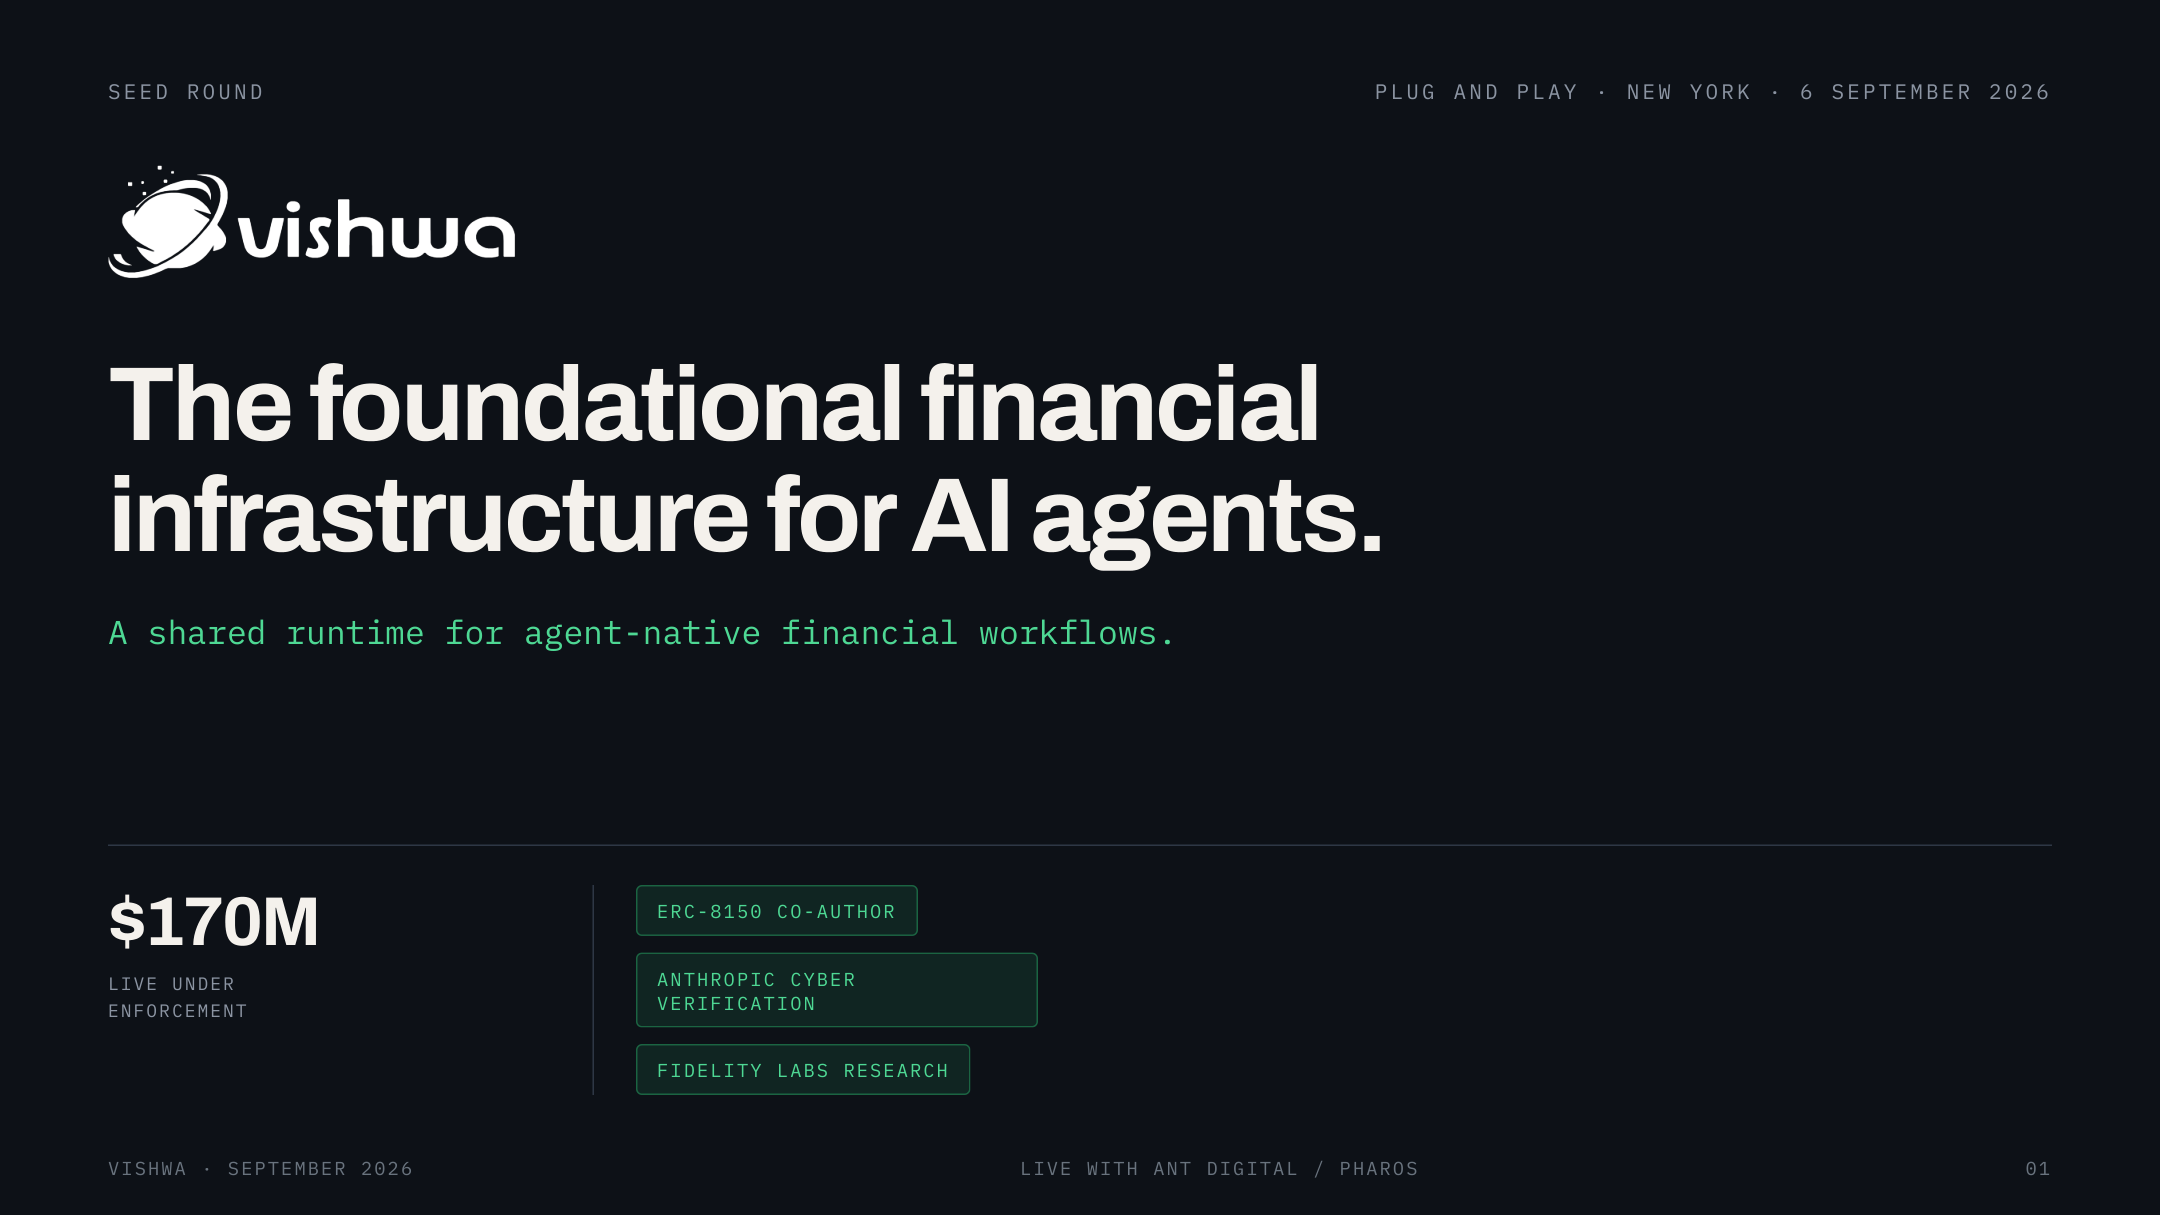 SEED ROUND
PLUG AND PLAY · NEW YORK · 6 SEPTEMBER 2026
vishwa
The foundational financial
infrastructure for AI agents.
A shared runtime for agent-native financial workflows.
$170M
LIVE UNDER
ENFORCEMENT
ERC-8150 CO-AUTHOR
ANTHROPIC CYBER
VERIFICATION
FIDELITY LABS RESEARCH
VISHWA · SEPTEMBER 2026
LIVE WITH ANT DIGITAL / PHAROS
01